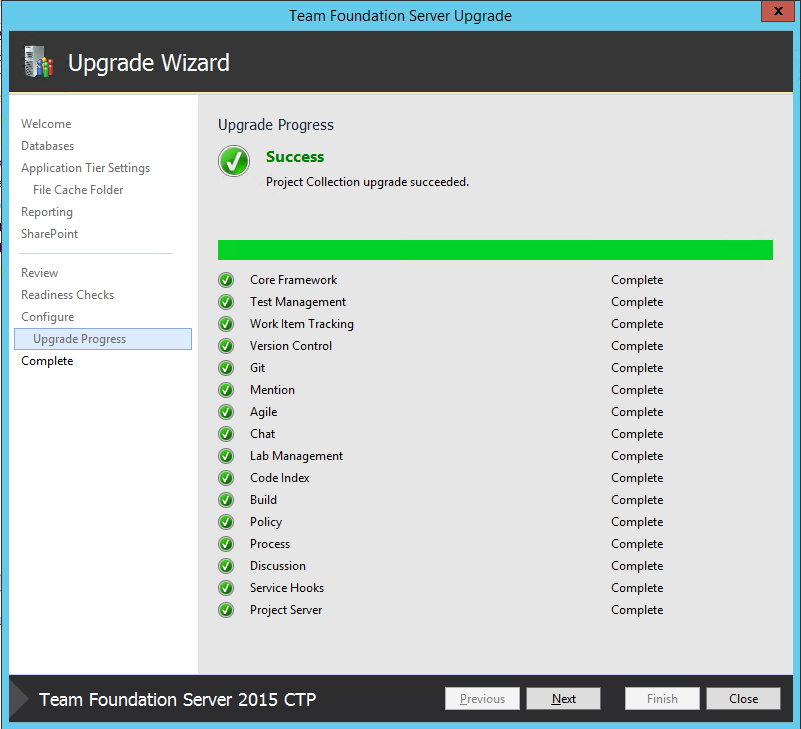 Team Foundation Server Upgrade
x
Upgrade Wizard
Welcome
Databases
Application Tier Settings
File Cache Folder
Reporting
SharePoint
Review
Readiness Checks
Configure
Upgrade Progress
Complete
Upgrade Progress
Success
Project Collection upgrade succeeded.
Core Framework Complete
Test Management Complete
Work Item Tracking Complete
Version Control Complete
Git Complete
Mention Complete
Agile Complete
Chat Complete
Lab Management Complete
Code Index Complete
Build Complete
Policy Complete
Process Complete
Discussion Complete
Service Hooks Complete
Project Server Complete
Team Foundation Server 2015 CTP
Previous Next Finish Close